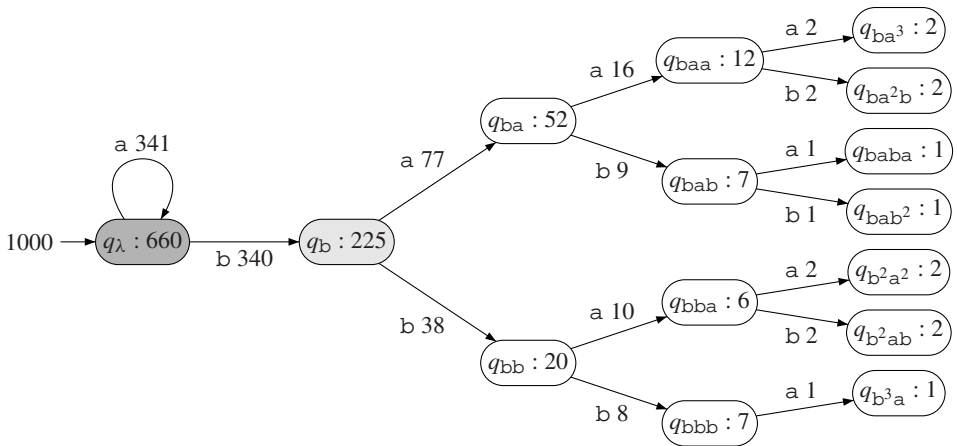 1000
a 341
qλ : 660
b 340
q_b : 225
a 77
b 38
q_ba : 52
q_bb : 20
a 16
b 9
a 10
b 8
q_baa : 12
q_bab : 7
q_bba : 6
q_bbb : 7
a 2
b 2
a 1
b 1
a 2
b 2
a 1
q_ba³ : 2
q_ba²b : 2
q_baba : 1
q_bab² : 1
q_b²a² : 2
q_b²ab : 2
q_b³a : 1